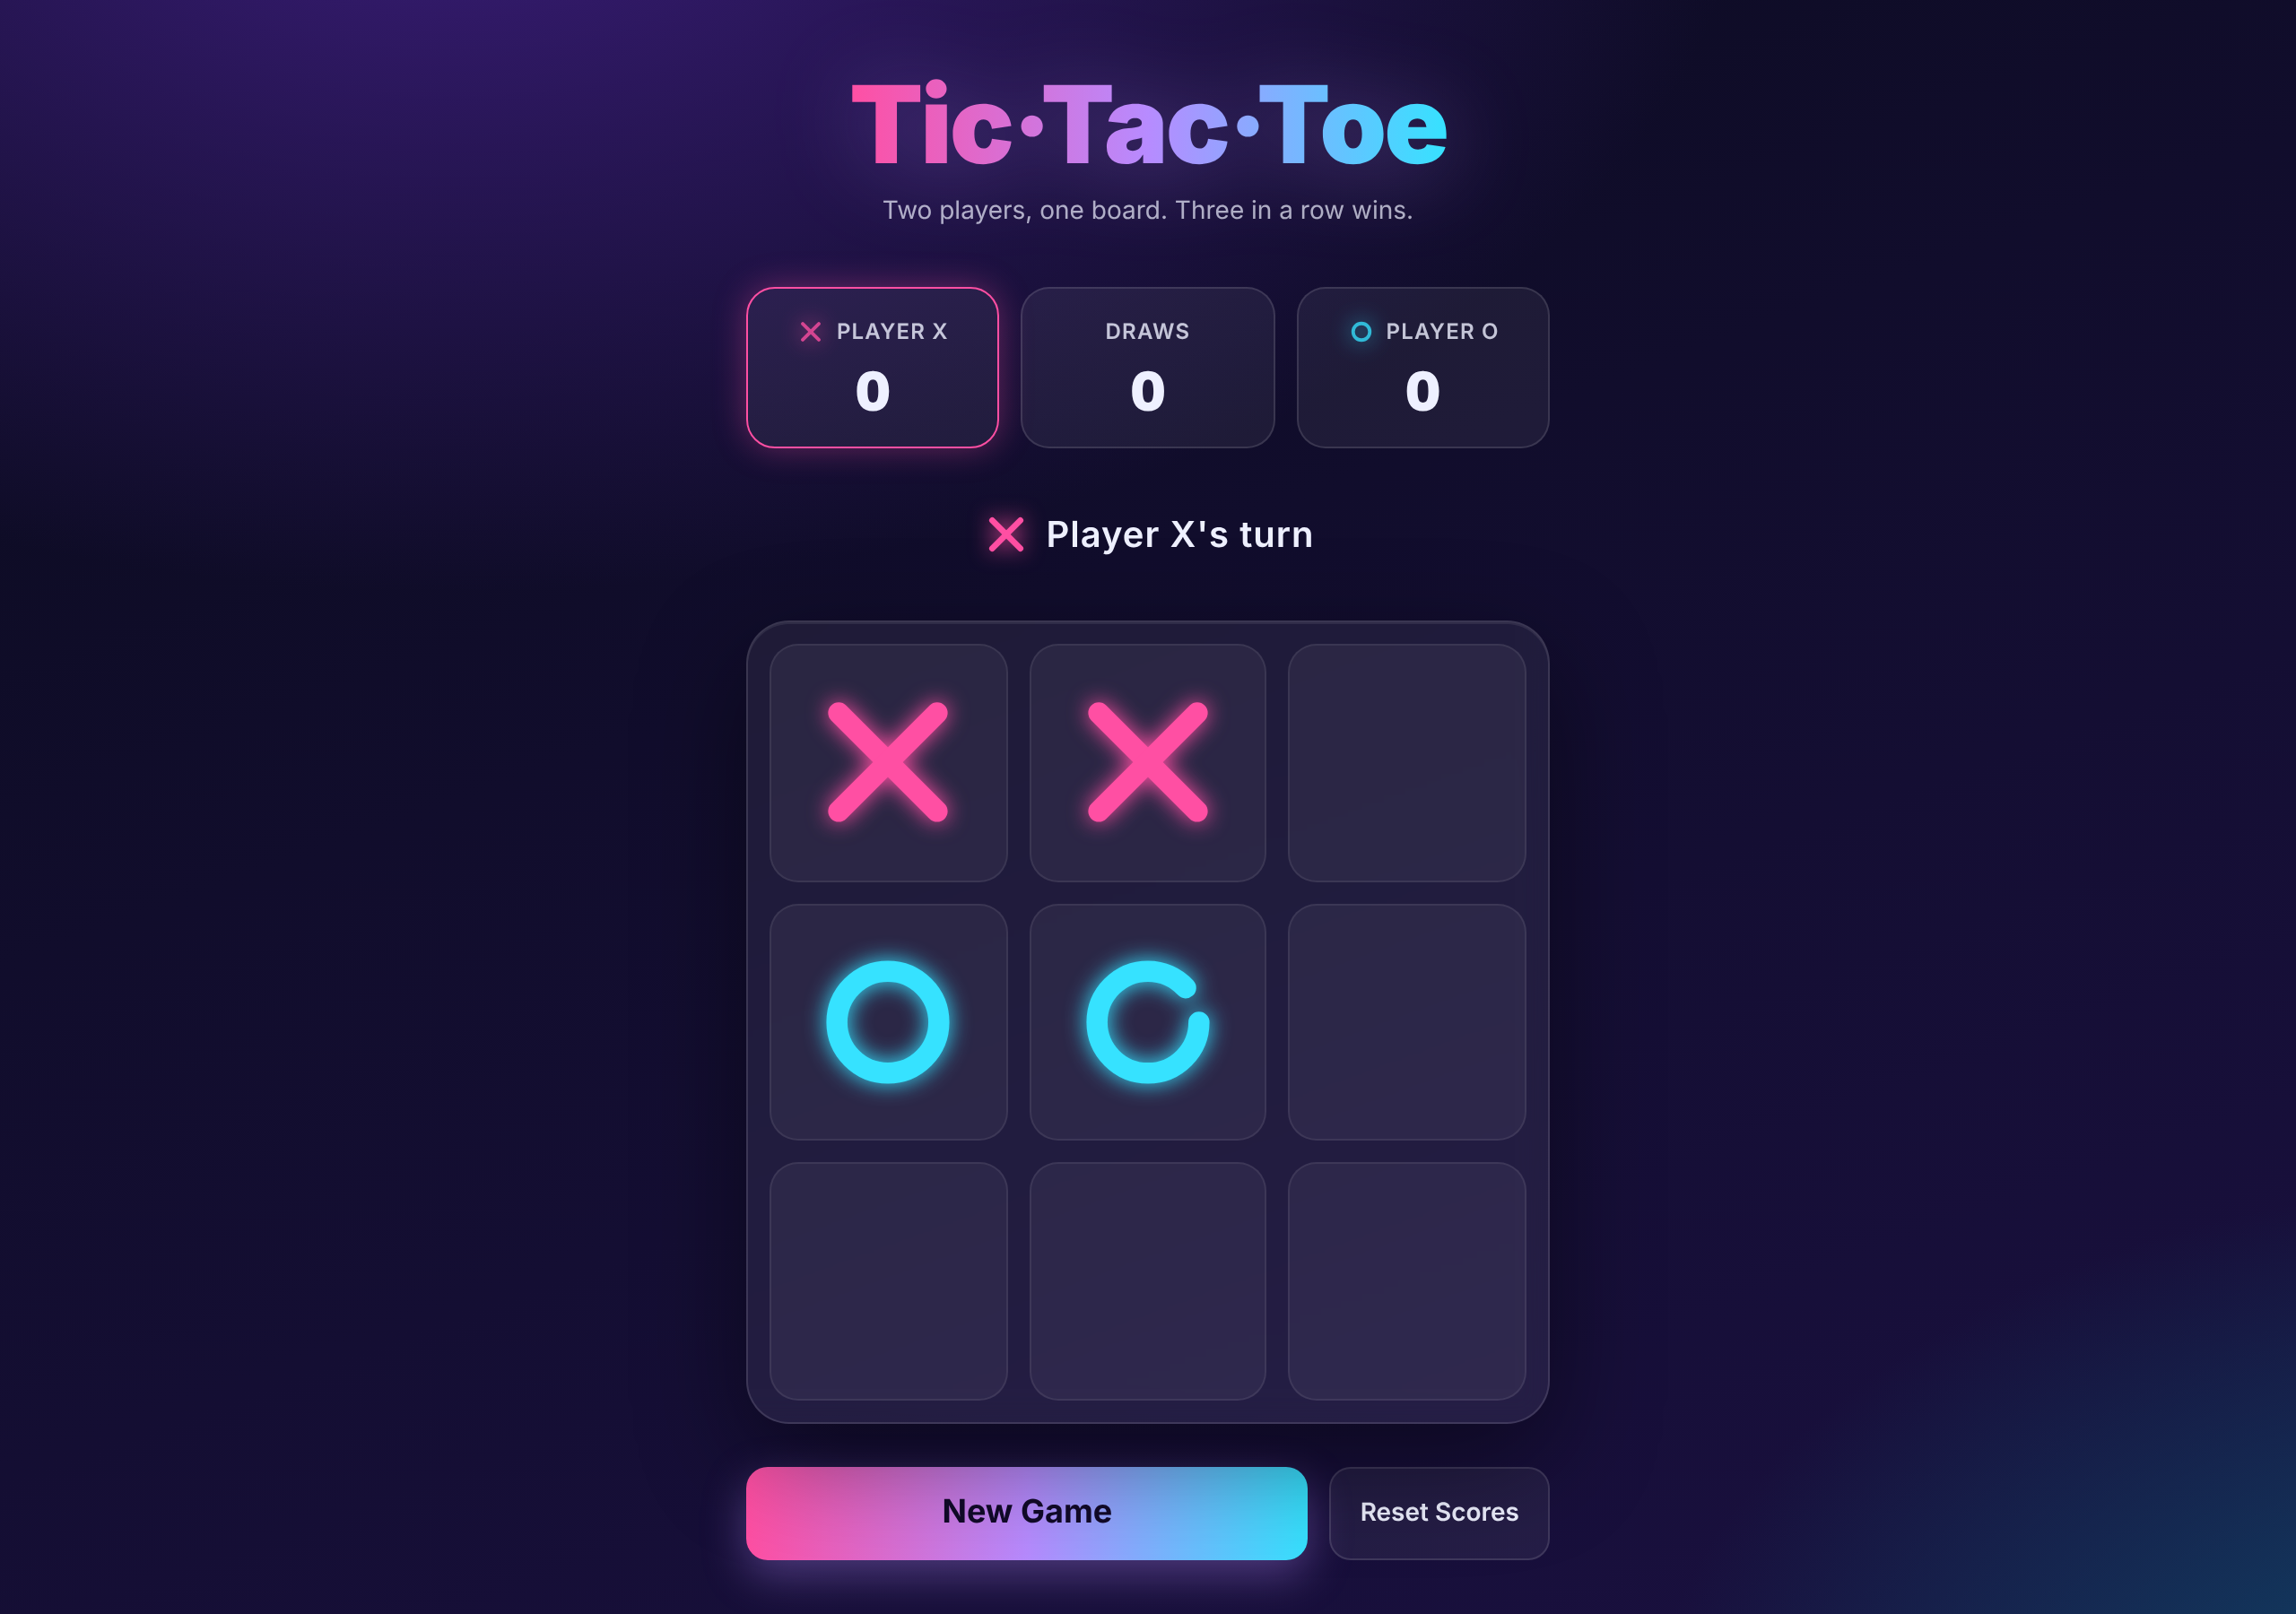 Tic·Tac·Toe
Two players, one board. Three in a row wins.
PLAYER X
0
DRAWS
0
PLAYER O
0
Player X's turn
New Game
Reset Scores